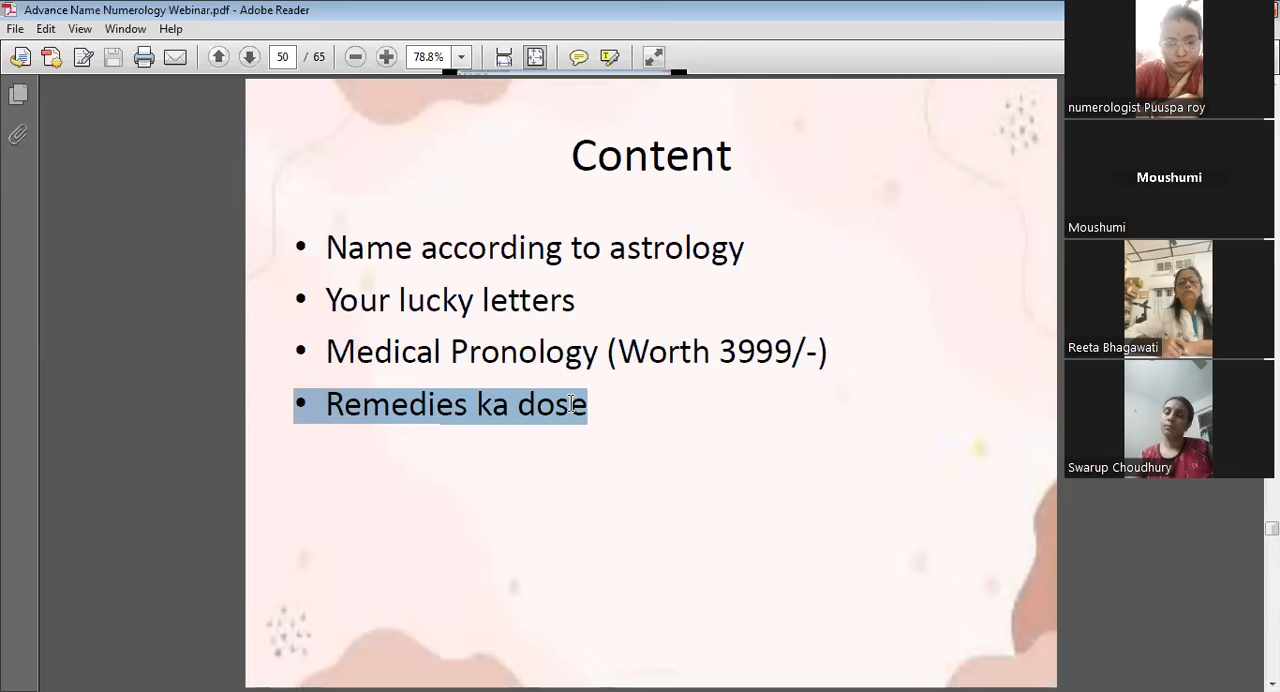 Advance Name Numerology Webinar.pdf - Adobe Reader
File Edit View Window Help
50 / 65 78.8%
Content
• Name according to astrology
• Your lucky letters
• Medical Pronology (Worth 3999/-)
• Remedies ka dose
numerologist Puuspa roy
Moushumi
Moushumi
Reeta Bhagawati
Swarup Choudhury